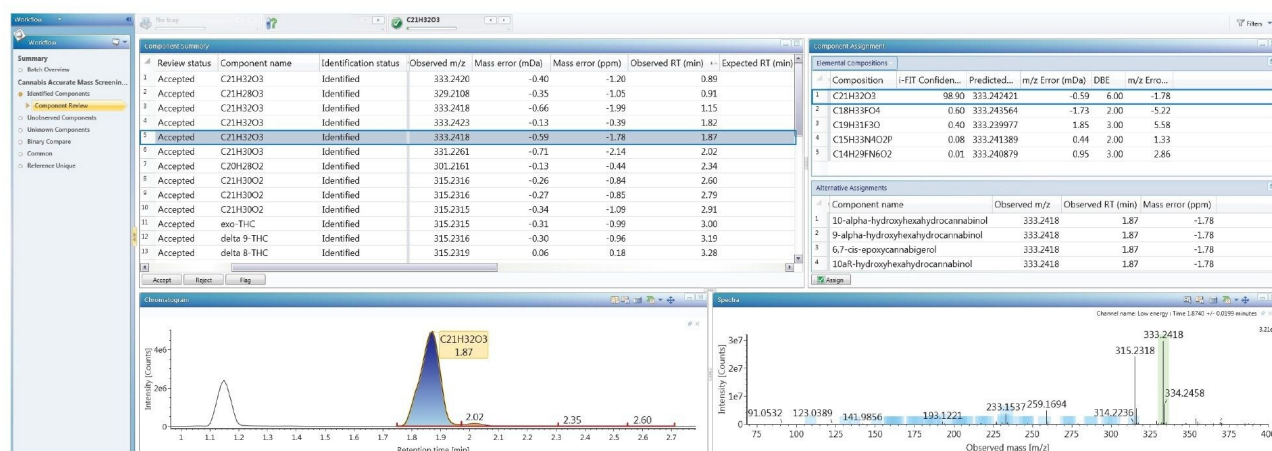 Workflow
No tray
C21H32O3
Filters
Workflow
Summary
Batch Overview
Cannabis Accurate Mass Screenin...
Identified Components
Component Review
Unobserved Components
Unknown Components
Binary Compare
Common
Reference Unique
Component Summary
Review status Component name Identification status Observed m/z Mass error (mDa) Mass error (ppm) Observed RT (min) Expected RT (min)
1 Accepted C21H32O3 Identified 333.2420 -0.40 -1.20 0.89
2 Accepted C21H28O3 Identified 329.2108 -0.35 -1.05 0.91
3 Accepted C21H32O3 Identified 333.2418 -0.66 -1.99 1.15
4 Accepted C21H32O3 Identified 333.2423 -0.13 -0.39 1.82
5 Accepted C21H32O3 Identified 333.2418 -0.59 -1.78 1.87
6 Accepted C21H30O3 Identified 331.2261 -0.71 -2.14 2.02
7 Accepted C20H28O2 Identified 301.2161 -0.13 -0.44 2.34
8 Accepted C21H30O2 Identified 315.2316 -0.26 -0.84 2.60
9 Accepted C21H30O2 Identified 315.2316 -0.27 -0.85 2.79
10 Accepted C21H30O2 Identified 315.2315 -0.34 -1.09 2.91
11 Accepted exo-THC Identified 315.2315 -0.31 -0.99 3.00
12 Accepted delta 9-THC Identified 315.2316 -0.30 -0.96 3.19
13 Accepted delta 8-THC Identified 315.2319 0.06 0.18 3.28
Accept Reject Flag
Component Assignment
Elemental Compositions
Composition i-FIT Confiden... Predicted... m/z Error (mDa) DBE m/z Erro...
1 C21H32O3 98.90 333.242421 -0.59 6.00 -1.78
2 C18H33FO4 0.60 333.243564 -1.73 2.00 -5.22
3 C19H31F3O 0.40 333.239977 1.85 3.00 5.58
4 C15H33N4O2P 0.08 333.241389 0.44 2.00 1.33
5 C14H29FN6O2 0.01 333.240879 0.95 3.00 2.86
Alternative Assignments
Component name Observed m/z Observed RT (min) Mass error (ppm)
1 10-alpha-hydroxyhexahydrocannabinol 333.2418 1.87 -1.78
2 9-alpha-hydroxyhexahydrocannabinol 333.2418 1.87 -1.78
3 6,7-cis-epoxycannabigerol 333.2418 1.87 -1.78
4 10aR-hydroxyhexahydrocannabinol 333.2418 1.87 -1.78
Assign
Chromatogram
Intensity [Counts]
4e6
2e6
0
C21H32O3
1.87
2.02 2.35 2.60
1 1.1 1.2 1.3 1.4 1.5 1.6 1.7 1.8 1.9 2 2.1 2.2 2.3 2.4 2.5 2.6 2.7
Retention time [min]
Spectra
Channel name: Low energy : Time 1.8740 +/- 0.0199 minutes
Intensity [Counts]
3e7
2e7
1e7
0
333.2418
315.2318
334.2458
91.0532 123.0389 141.9856 193.1221 233.1537 259.1694 314.2236
75 100 125 150 175 200 225 250 275 300 325 350 375 400
Observed mass [m/z]